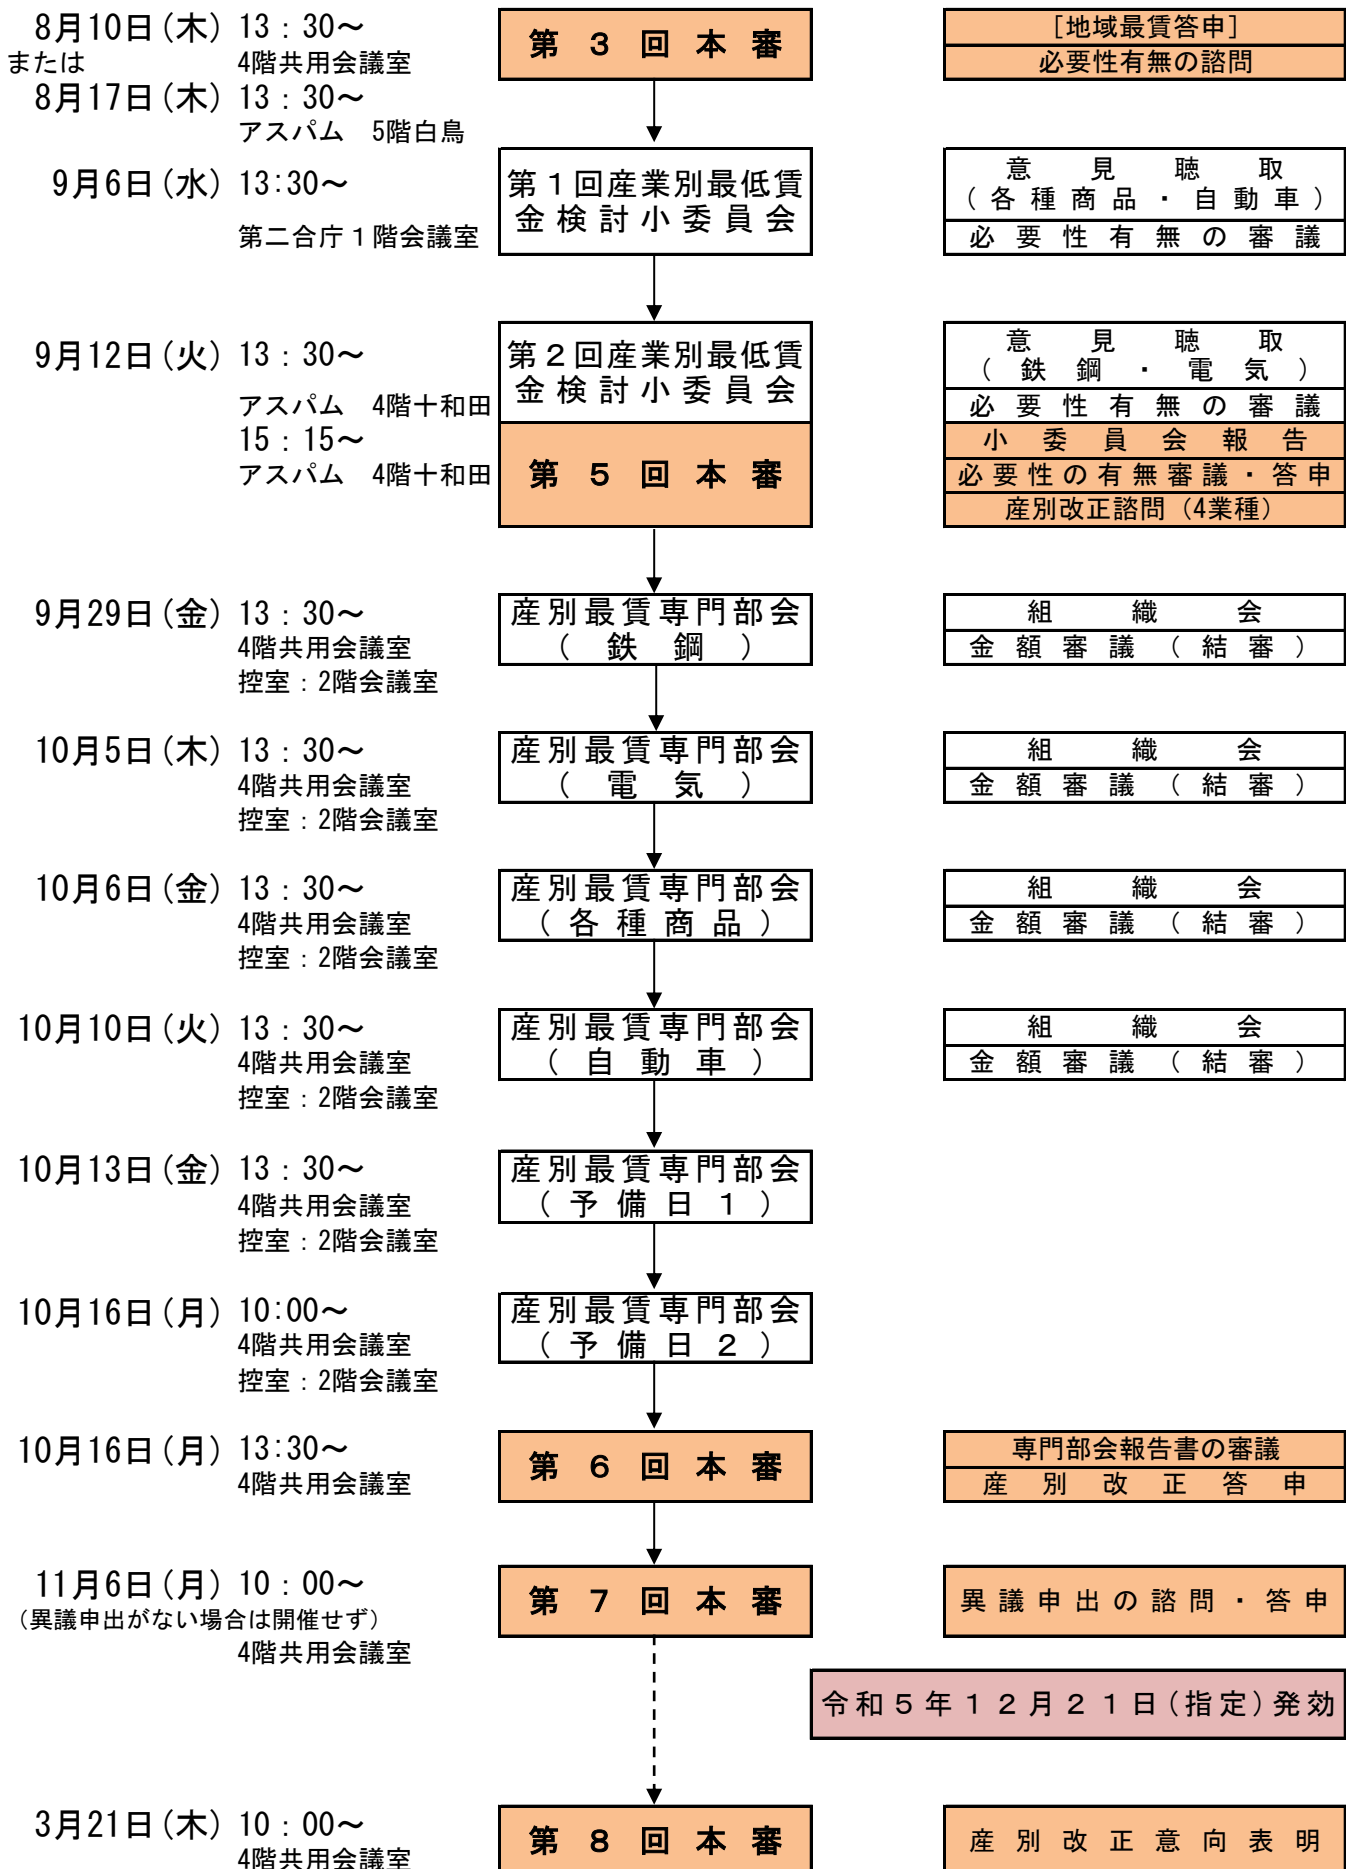 8月10日(木) 13：30～
または 4階共用会議室
第３回本審
[地域最賃答申]
必要性有無の諮問
8月17日(木) 13：30～
アスパム　5階白鳥
9月6日(水) 13:30～
第二合庁１階会議室
第１回産業別最低賃
金検討小委員会
意見聴取
（各種商品・自動車）
必要性有無の審議
9月12日(火) 13：30～
アスパム　4階十和田
第２回産業別最低賃
金検討小委員会
意見聴取
（鉄鋼・電気）
必要性有無の審議
15：15～
アスパム　4階十和田
第５回本審
小委員会報告
必要性の有無審議・答申
産別改正諮問（4業種）
9月29日(金) 13：30～
4階共用会議室
控室：2階会議室
産別最賃専門部会
（鉄鋼）
組織会
金額審議（結審）
10月5日(木) 13：30～
4階共用会議室
控室：2階会議室
産別最賃専門部会
（電気）
組織会
金額審議（結審）
10月6日(金) 13：30～
4階共用会議室
控室：2階会議室
産別最賃専門部会
（各種商品）
組織会
金額審議（結審）
10月10日(火) 13：30～
4階共用会議室
控室：2階会議室
産別最賃専門部会
（自動車）
組織会
金額審議（結審）
10月13日(金) 13：30～
4階共用会議室
控室：2階会議室
産別最賃専門部会
（予備日１）
10月16日(月) 10:00～
4階共用会議室
控室：2階会議室
産別最賃専門部会
（予備日２）
10月16日(月) 13:30～
4階共用会議室
第６回本審
専門部会報告書の審議
産別改正答申
11月6日(月) 10：00～
（異議申出がない場合は開催せず）
4階共用会議室
第７回本審
異議申出の諮問・答申
令和５年１２月２１日(指定)発効
3月21日(木) 10：00～
4階共用会議室
第８回本審
産別改正意向表明